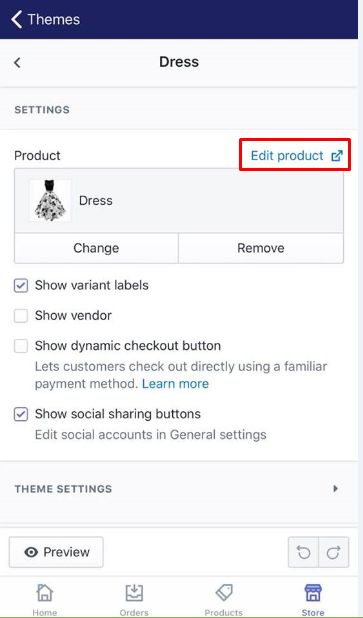 Themes
Dress
SETTINGS
Product
Edit product
Dress
Change
Remove
Show variant labels
Show vendor
Show dynamic checkout button
Lets customers check out directly using a familiar
payment method. Learn more
Show social sharing buttons
Edit social accounts in General settings
THEME SETTINGS
Preview
Home
Orders
Products
Store